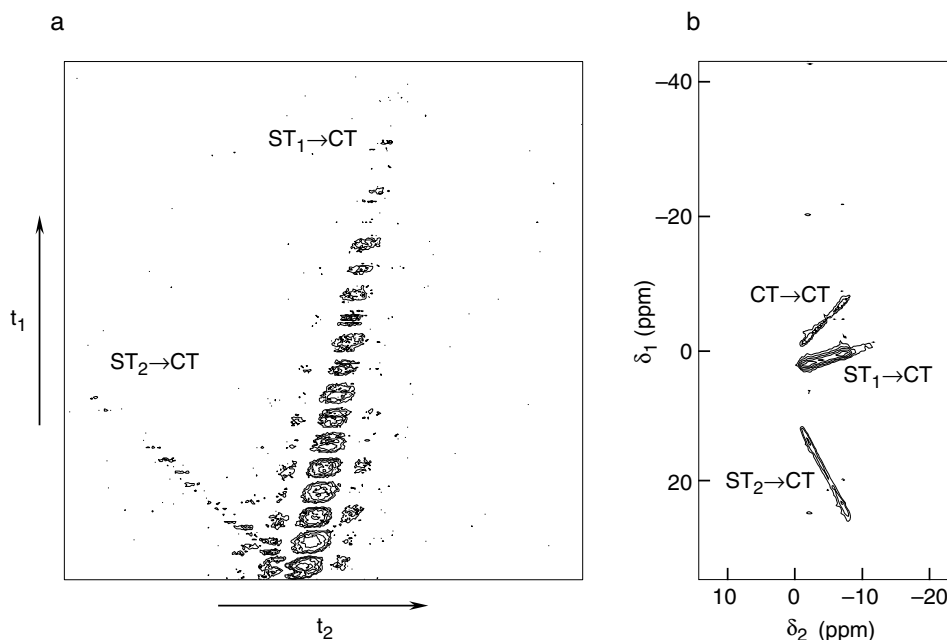 a
ST1→CT
ST2→CT
t1
t2
b
–40
–20
0
20
δ1 (ppm)
CT→CT
ST1→CT
ST2→CT
10 0 –10 –20
δ2 (ppm)